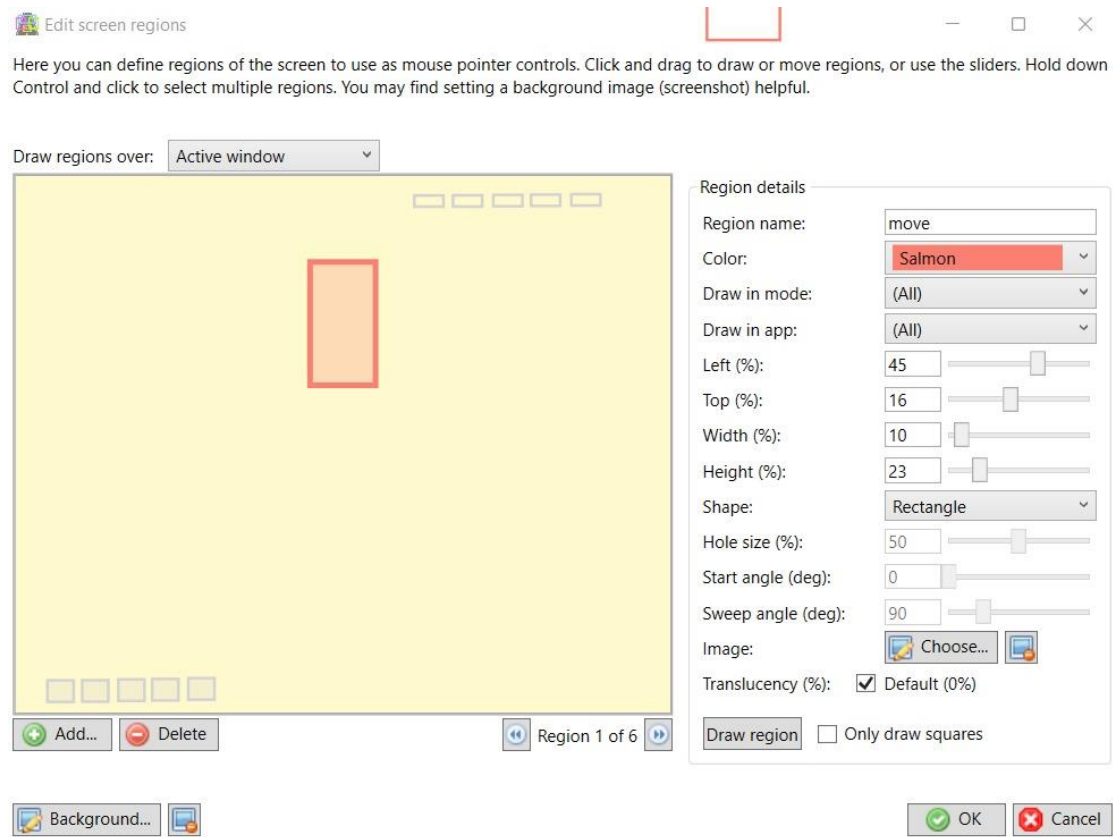 Edit screen regions
Here you can define regions of the screen to use as mouse pointer controls. Click and drag to draw or move regions, or use the sliders. Hold down
Control and click to select multiple regions. You may find setting a background image (screenshot) helpful.
Draw regions over: Active window
Region details
Region name: move
Color: Salmon
Draw in mode: (All)
Draw in app: (All)
Left (%): 45
Top (%): 16
Width (%): 10
Height (%): 23
Shape: Rectangle
Hole size (%): 50
Start angle (deg): 0
Sweep angle (deg): 90
Image: Choose...
Translucency (%): Default (0%)
Add... Delete Region 1 of 6 Draw region Only draw squares
Background... OK Cancel